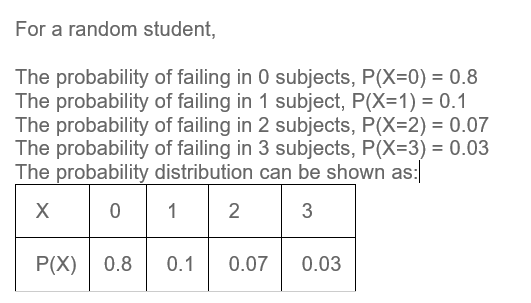 For a random student,
The probability of failing in 0 subjects, P(X=0) = 0.8
The probability of failing in 1 subject, P(X=1) = 0.1
The probability of failing in 2 subjects, P(X=2) = 0.07
The probability of failing in 3 subjects, P(X=3) = 0.03
The probability distribution can be shown as:
X 0 1 2 3
P(X) 0.8 0.1 0.07 0.03